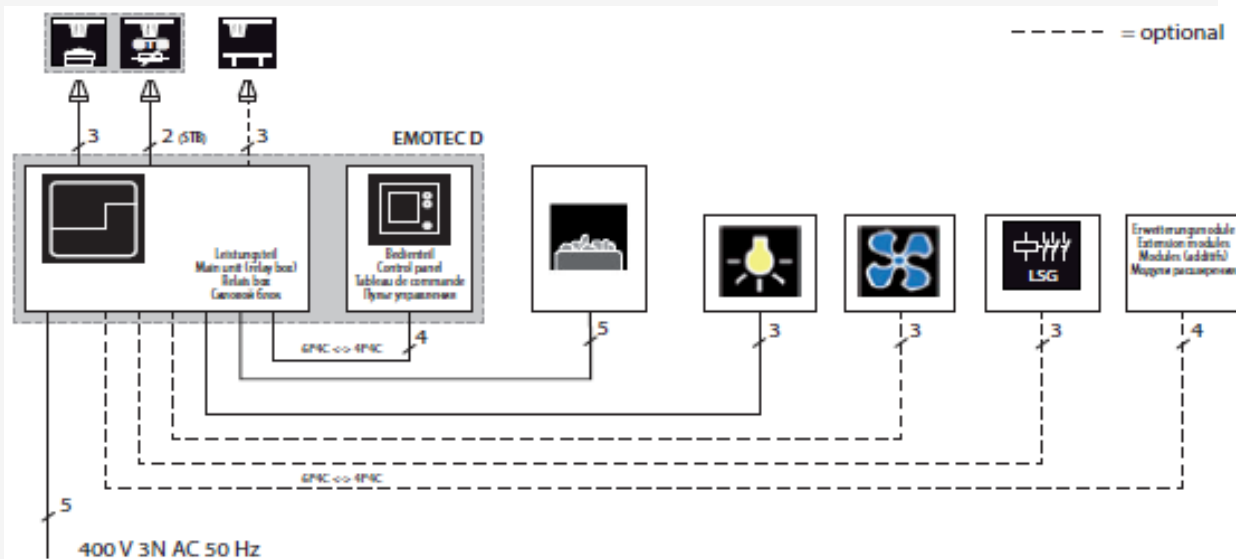 = optional
3
2 (STB)
3
EMOTEC D
Leistungsteil
Main unit (relay box)
Relais box
Силовой блок
Bedienteil
Control panel
Tableau de commande
Пульт управления
LSG
Erweiterungsmodule
Extension modules
Modules (addith)
Модули расширения
6P4C <-> 4P4C
4
5
3
3
3
4
6P4C <-> 4P4C
5
400 V 3N AC 50 Hz